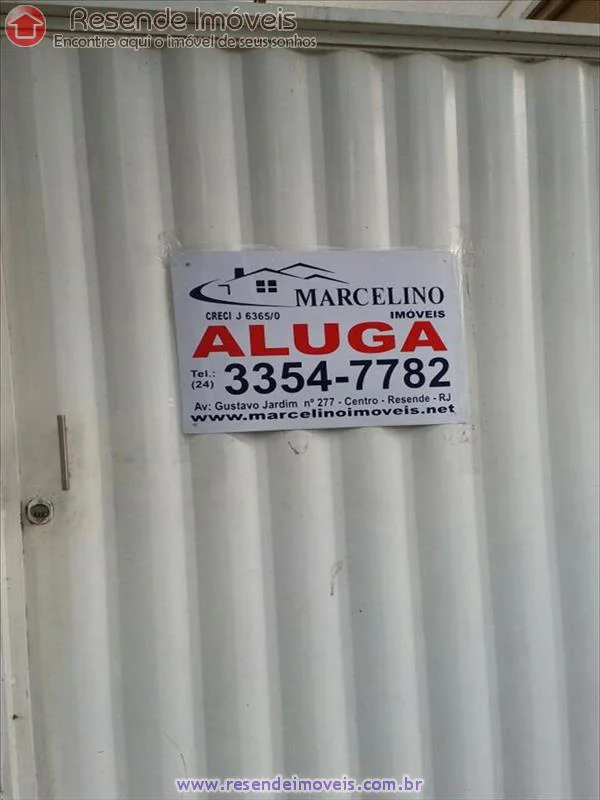 Resende Imóveis
Encontre aqui o imóvel de seus sonhos
MARCELINO
CRECI J 6365/0
IMÓVEIS
ALUGA
Tel.: (24) 3354-7782
Av: Gustavo Jardim nº 277 - Centro - Resende - RJ
www.marcelinoimoveis.net
www.resendeimoveis.com.br